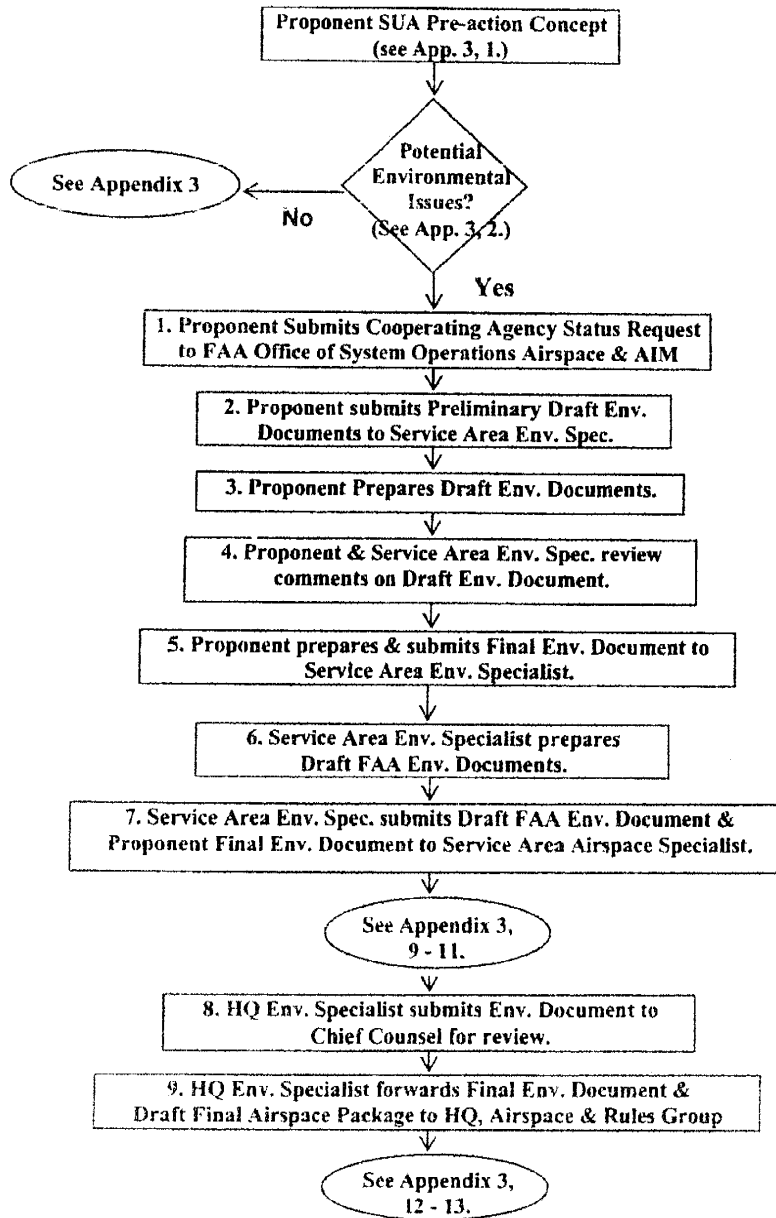 Proponent SUA Pre-action Concept
(see App. 3, 1.)
Potential
Environmental
Issues?
(See App. 3, 2.)
See Appendix 3
No
Yes
1. Proponent Submits Cooperating Agency Status Request
to FAA Office of System Operations Airspace & AIM
2. Proponent submits Preliminary Draft Env.
Documents to Service Area Env. Spec.
3. Proponent Prepares Draft Env. Documents.
4. Proponent & Service Area Env. Spec. review
comments on Draft Env. Document.
5. Proponent prepares & submits Final Env. Document to
Service Area Env. Specialist.
6. Service Area Env. Specialist prepares
Draft FAA Env. Documents.
7. Service Area Env. Spec. submits Draft FAA Env. Document &
Proponent Final Env. Document to Service Area Airspace Specialist.
See Appendix 3,
9 - 11.
8. HQ Env. Specialist submits Env. Document to
Chief Counsel for review.
9. HQ Env. Specialist forwards Final Env. Document &
Draft Final Airspace Package to HQ, Airspace & Rules Group
See Appendix 3,
12 - 13.